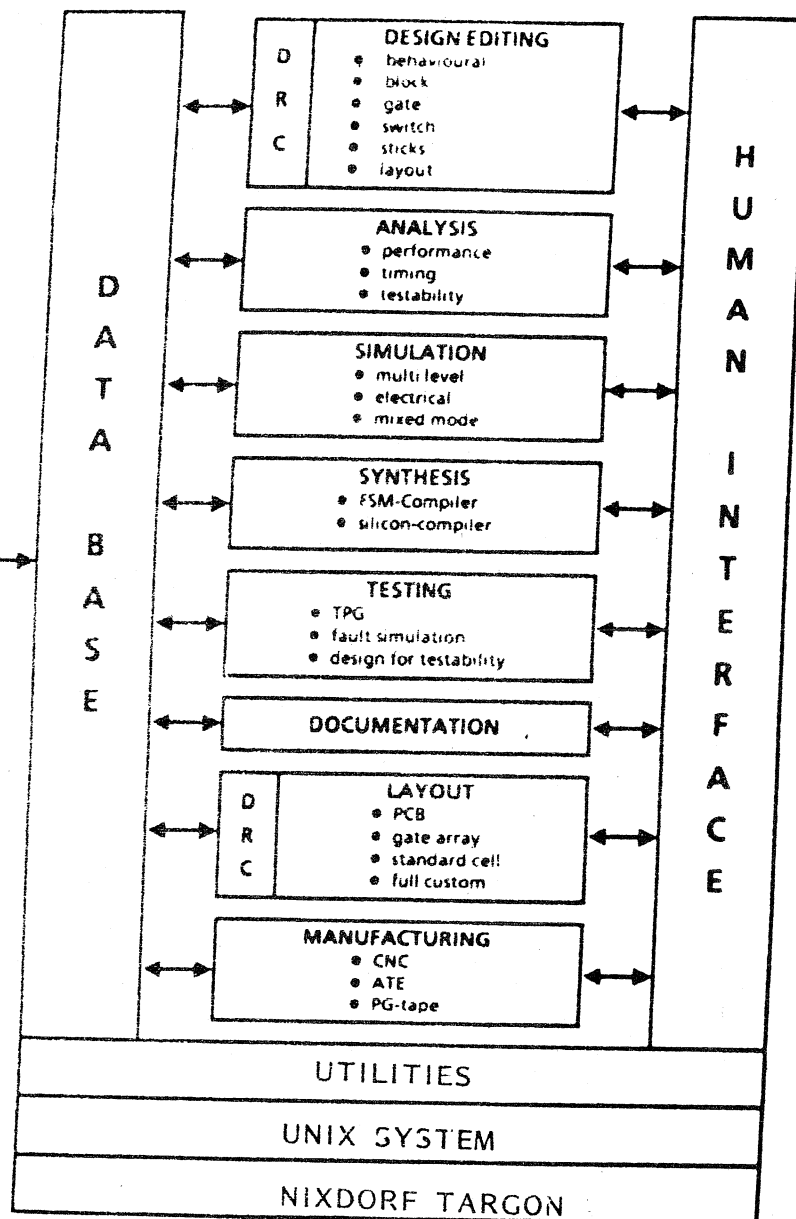 DATA BASE
D R C
DESIGN EDITING
• behavioural
• block
• gate
• switch
• sticks
• layout
ANALYSIS
• performance
• timing
• testability
SIMULATION
• multi level
• electrical
• mixed mode
SYNTHESIS
• FSM-Compiler
• silicon-compiler
TESTING
• TPG
• fault simulation
• design for testability
DOCUMENTATION
D R C
LAYOUT
• PCB
• gate array
• standard cell
• full custom
MANUFACTURING
• CNC
• ATE
• PG-tape
HUMAN INTERFACE
UTILITIES
UNIX SYSTEM
NIXDORF TARGON